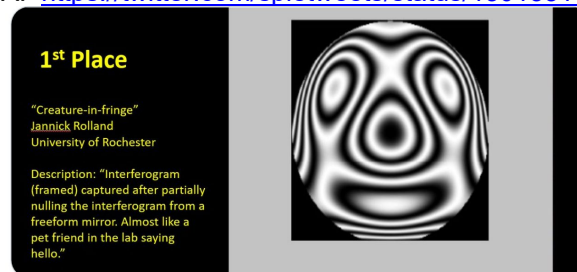 1st Place
“Creature-in-fringe”
Jannick Rolland
University of Rochester
Description: “Interferogram
(framed) captured after partially
nulling the interferogram from a
freeform mirror. Almost like a
pet friend in the lab saying
hello.”